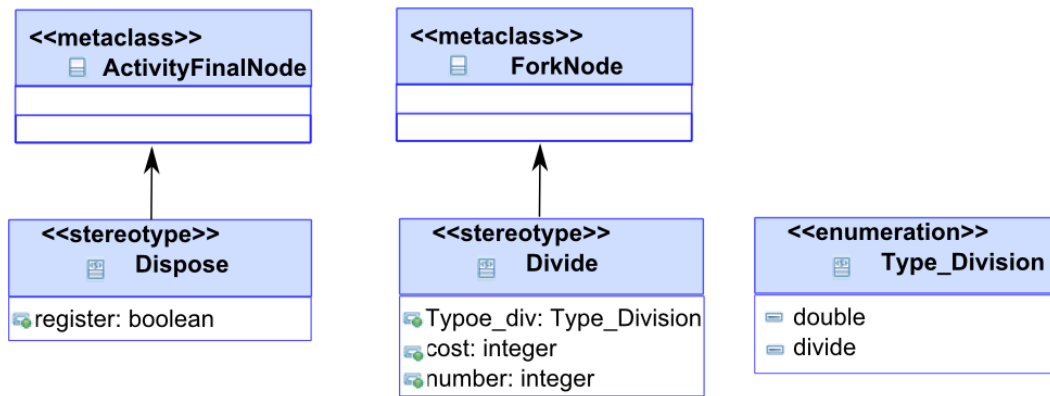 <<metaclass>>
ActivityFinalNode
<<metaclass>>
ForkNode
<<stereotype>>
Dispose
register: boolean
<<stereotype>>
Divide
Typoe_div: Type_Division
cost: integer
number: integer
<<enumeration>>
Type_Division
double
divide